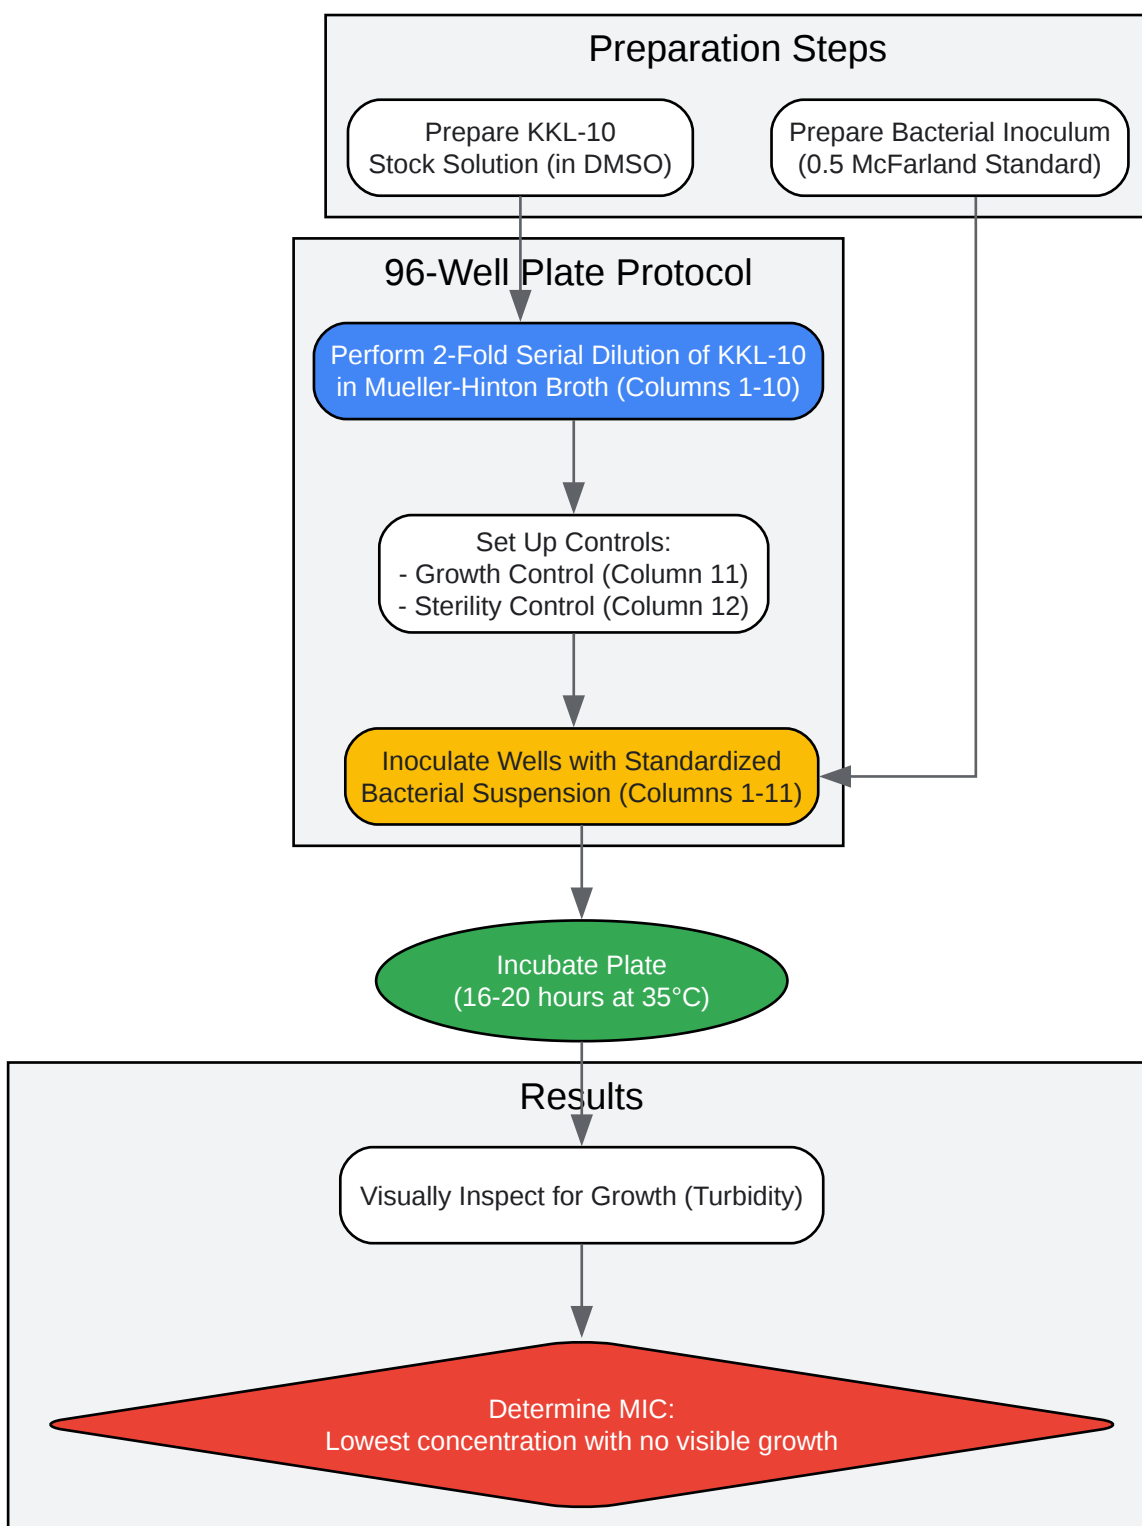 Preparation Steps
Prepare KKL-10
Stock Solution (in DMSO)
Prepare Bacterial Inoculum
(0.5 McFarland Standard)
96-Well Plate Protocol
Perform 2-Fold Serial Dilution of KKL-10
in Mueller-Hinton Broth (Columns 1-10)
Set Up Controls:
- Growth Control (Column 11)
- Sterility Control (Column 12)
Inoculate Wells with Standardized
Bacterial Suspension (Columns 1-11)
Incubate Plate
(16-20 hours at 35°C)
Results
Visually Inspect for Growth (Turbidity)
Determine MIC:
Lowest concentration with no visible growth